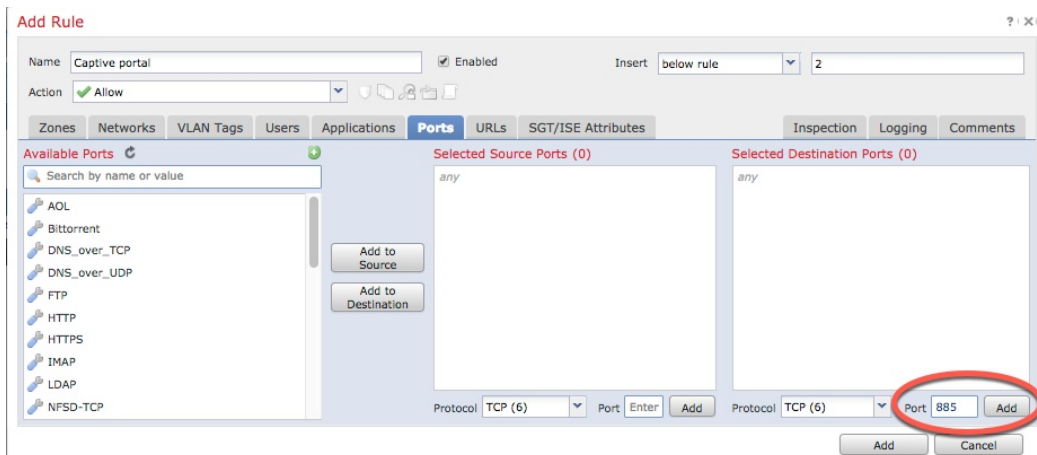 Add Rule
? X
Name Captive portal Enabled Insert below rule 2
Action Allow
Zones Networks VLAN Tags Users Applications Ports URLs SGT/ISE Attributes Inspection Logging Comments
Available Ports Selected Source Ports (0) Selected Destination Ports (0)
Search by name or value
any any
AOL
Bittorrent
DNS_over_TCP
DNS_over_UDP
FTP
HTTP
HTTPS
IMAP
LDAP
NFSD-TCP
Add to
Source
Add to
Destination
Protocol TCP (6) Port Enter Add Protocol TCP (6) Port 885 Add
Add Cancel